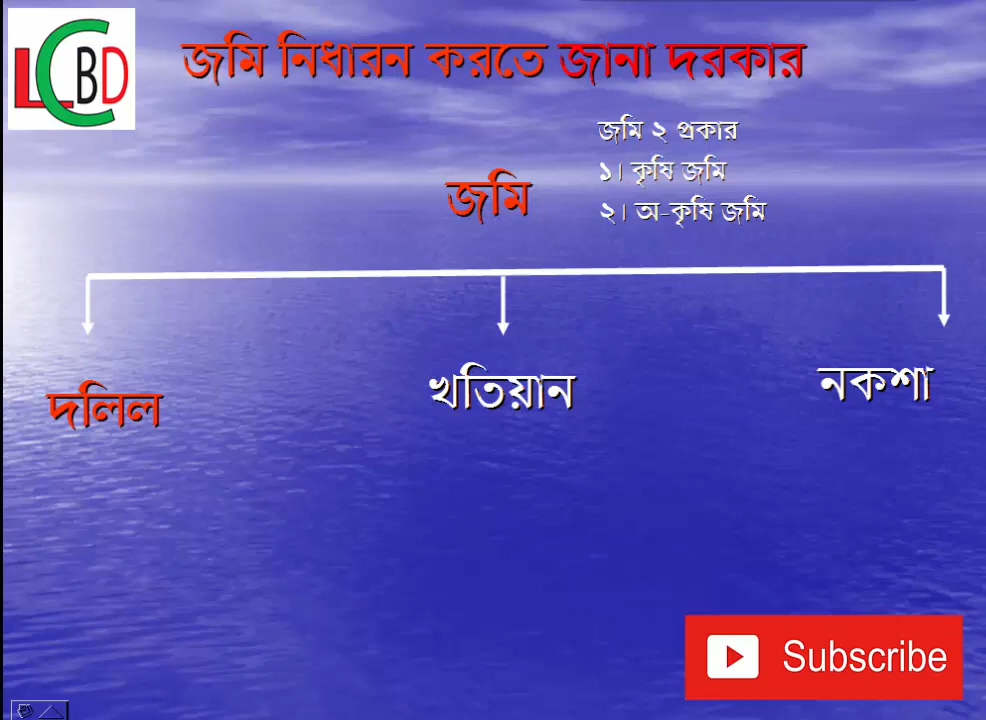 LCBD
জমি নিধারন করতে জানা দরকার
জমি ২ প্রকার
১। কৃষি জমি
জমি
২। অ-কৃষি জমি
দলিল
খতিয়ান
নকশা
Subscribe